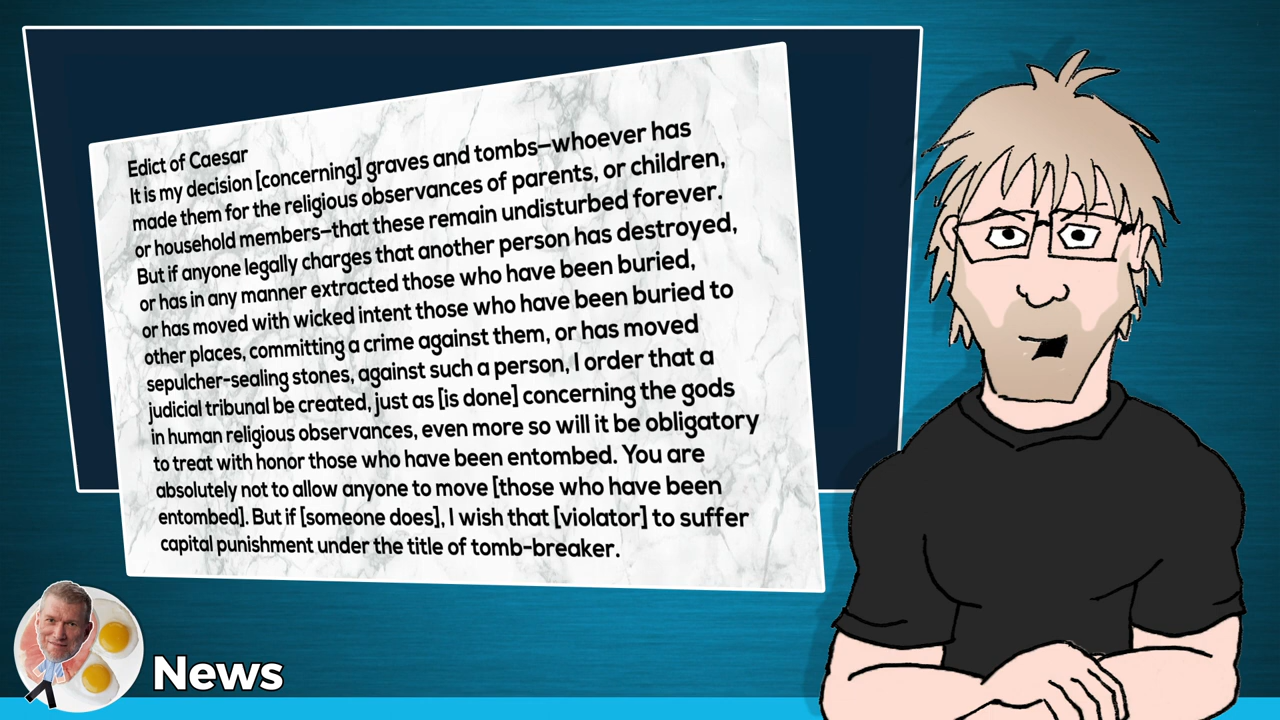 Edict of Caesar
It is my decision [concerning] graves and tombs—whoever has
made them for the religious observances of parents, or children,
or household members—that these remain undisturbed forever.
But if anyone legally charges that another person has destroyed,
or has in any manner extracted those who have been buried,
or has moved with wicked intent those who have been buried to
other places, committing a crime against them, or has moved
sepulcher-sealing stones, against such a person, I order that a
judicial tribunal be created, just as [is done] concerning the gods
in human religious observances, even more so will it be obligatory
to treat with honor those who have been entombed. You are
absolutely not to allow anyone to move [those who have been
entombed]. But if [someone does], I wish that [violator] to suffer
capital punishment under the title of tomb-breaker.
News